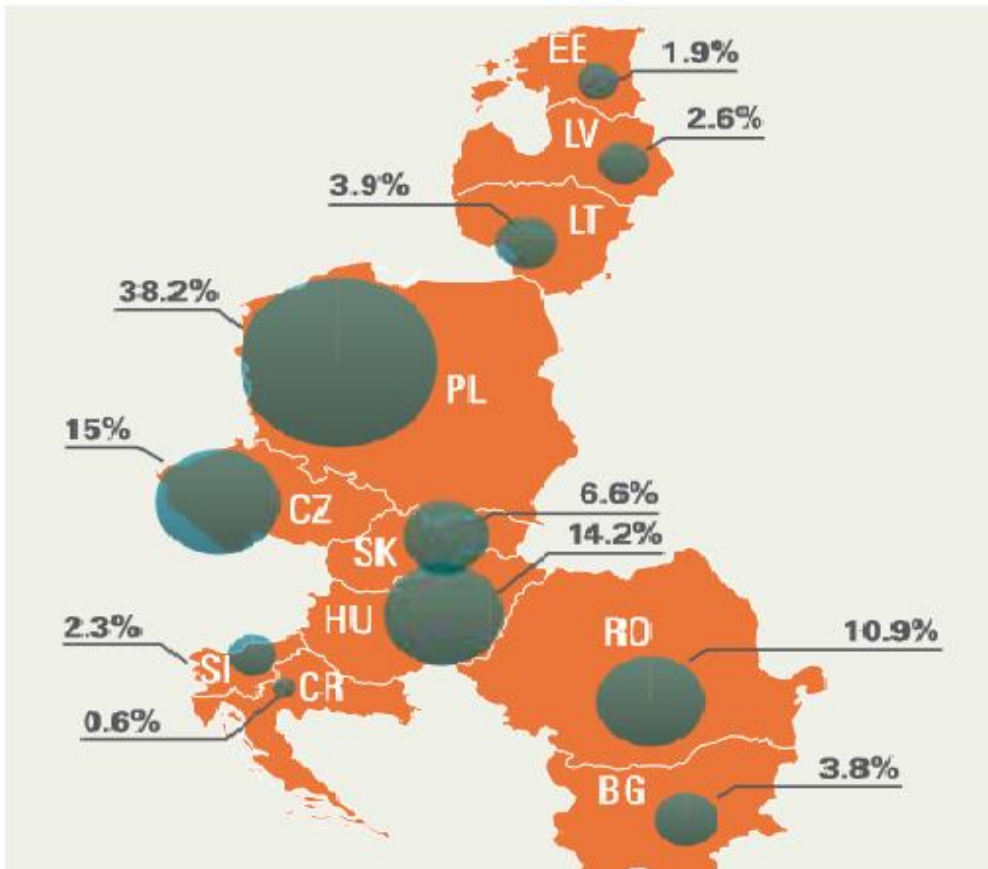 EE
1.9%
LV
2.6%
3.9%
LT
38.2%
PL
15%
CZ
6.6%
14.2%
SK
HU
RO
10.9%
2.3%
SI
CR
0.6%
BG
3.8%